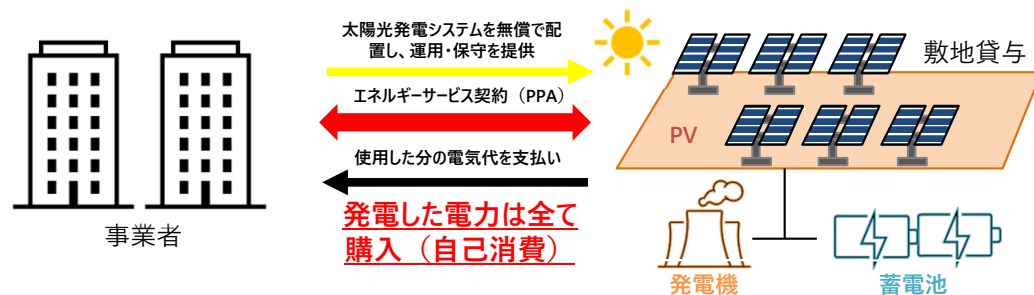 太陽光発電システムを無償で配
置し、運用・保守を提供
敷地貸与
エネルギーサービス契約（PPA）
PV
使用した分の電気代を支払い
発電した電力は全て
購入（自己消費）
事業者
発電機
蓄電池